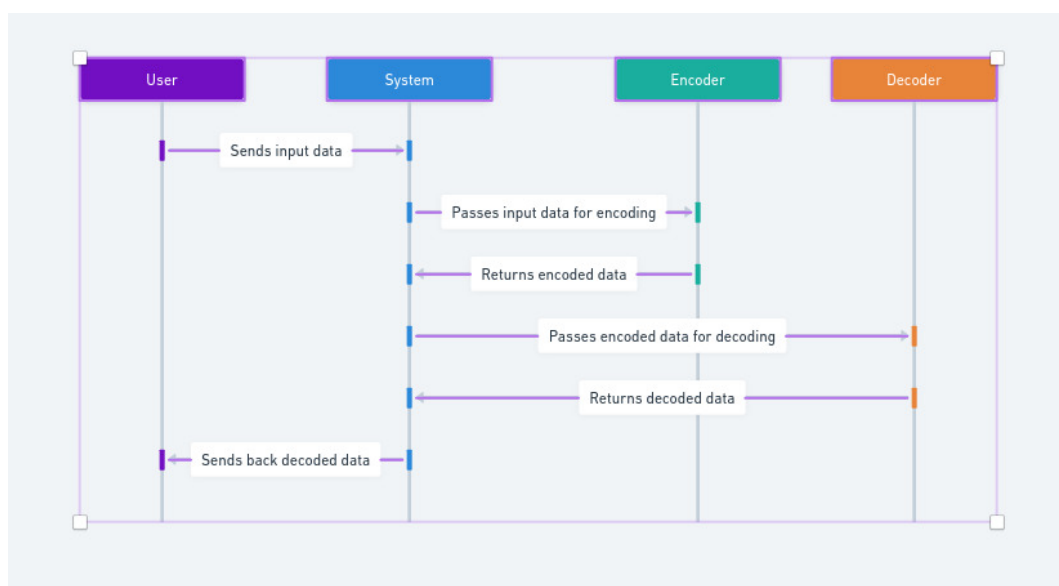 User
System
Encoder
Decoder
Sends input data
Passes input data for encoding
Returns encoded data
Passes encoded data for decoding
Returns decoded data
Sends back decoded data